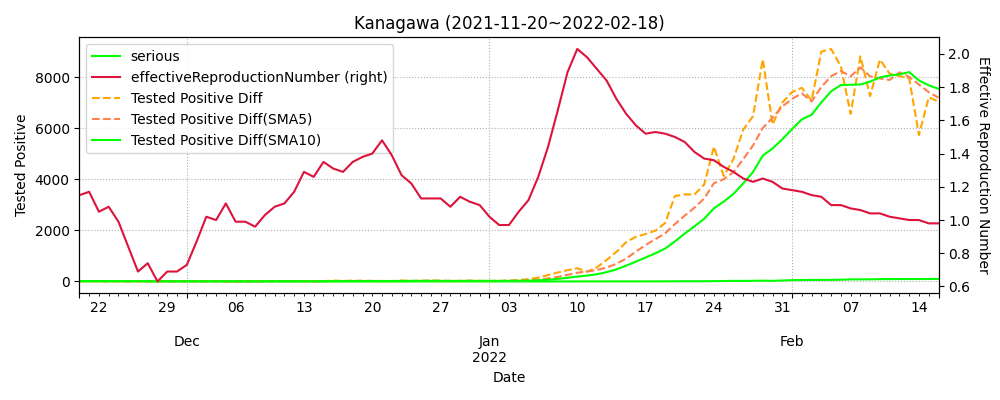 Kanagawa (2021-11-20~2022-02-18)
serious
effectiveReproductionNumber (right)
Tested Positive Diff
Tested Positive Diff(SMA5)
Tested Positive Diff(SMA10)
Tested Positive
8000
6000
4000
2000
0
Effective Reproduction Number
2.0
1.8
1.6
1.4
1.2
1.0
0.8
0.6
22 29 06 13 20 27 03 10 17 24 31 07 14
Dec Jan Feb
2022
Date